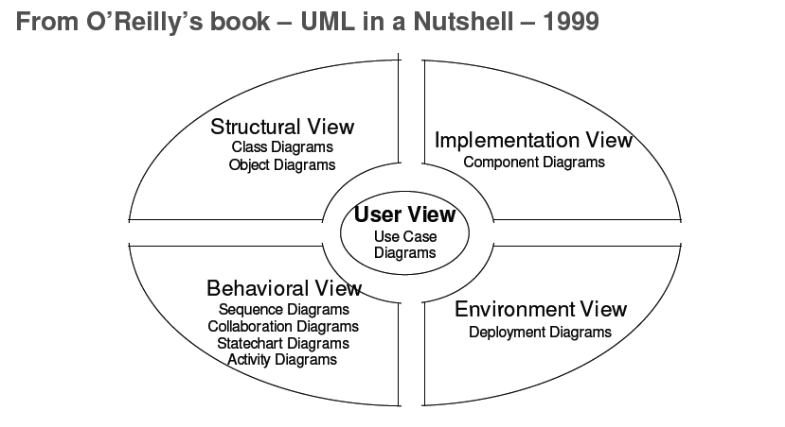 From O’Reilly’s book – UML in a Nutshell – 1999
Structural View
Class Diagrams
Object Diagrams
Implementation View
Component Diagrams
User View
Use Case
Diagrams
Behavioral View
Sequence Diagrams
Collaboration Diagrams
Statechart Diagrams
Activity Diagrams
Environment View
Deployment Diagrams